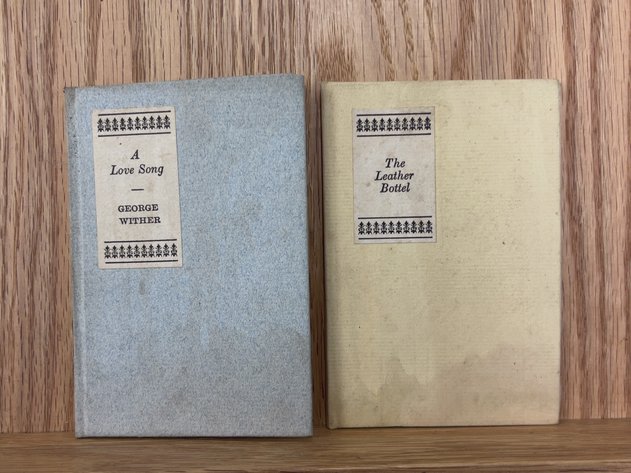 A
Love Song
—
GEORGE
WITHER
The
Leather
Bottel